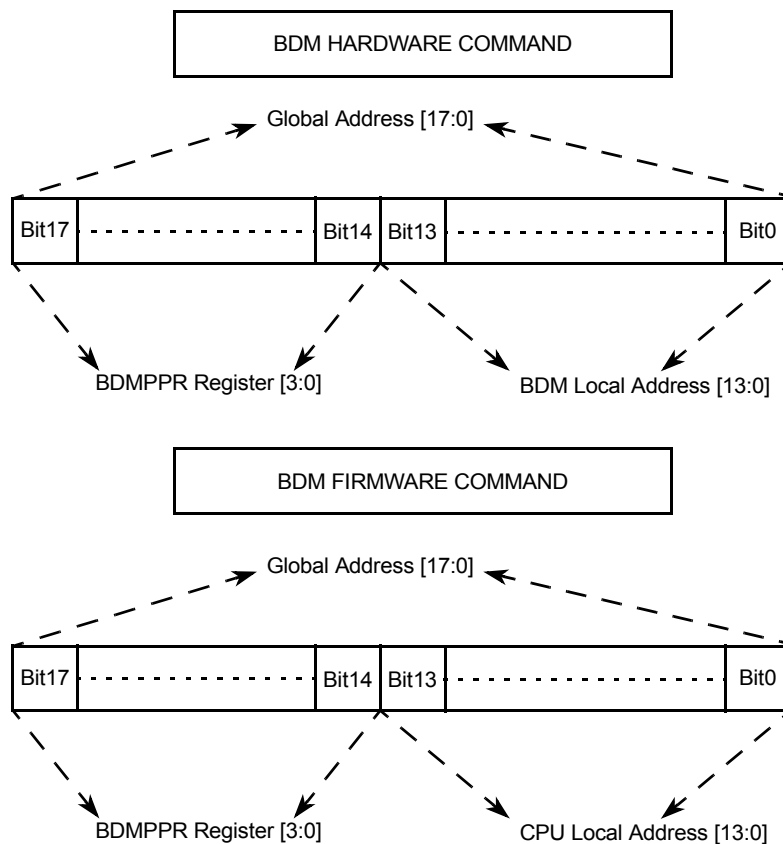 BDM HARDWARE COMMAND
Global Address [17:0]
Bit17 Bit14 Bit13 Bit0
BDMPPR Register [3:0] BDM Local Address [13:0]
BDM FIRMWARE COMMAND
Global Address [17:0]
Bit17 Bit14 Bit13 Bit0
BDMPPR Register [3:0] CPU Local Address [13:0]